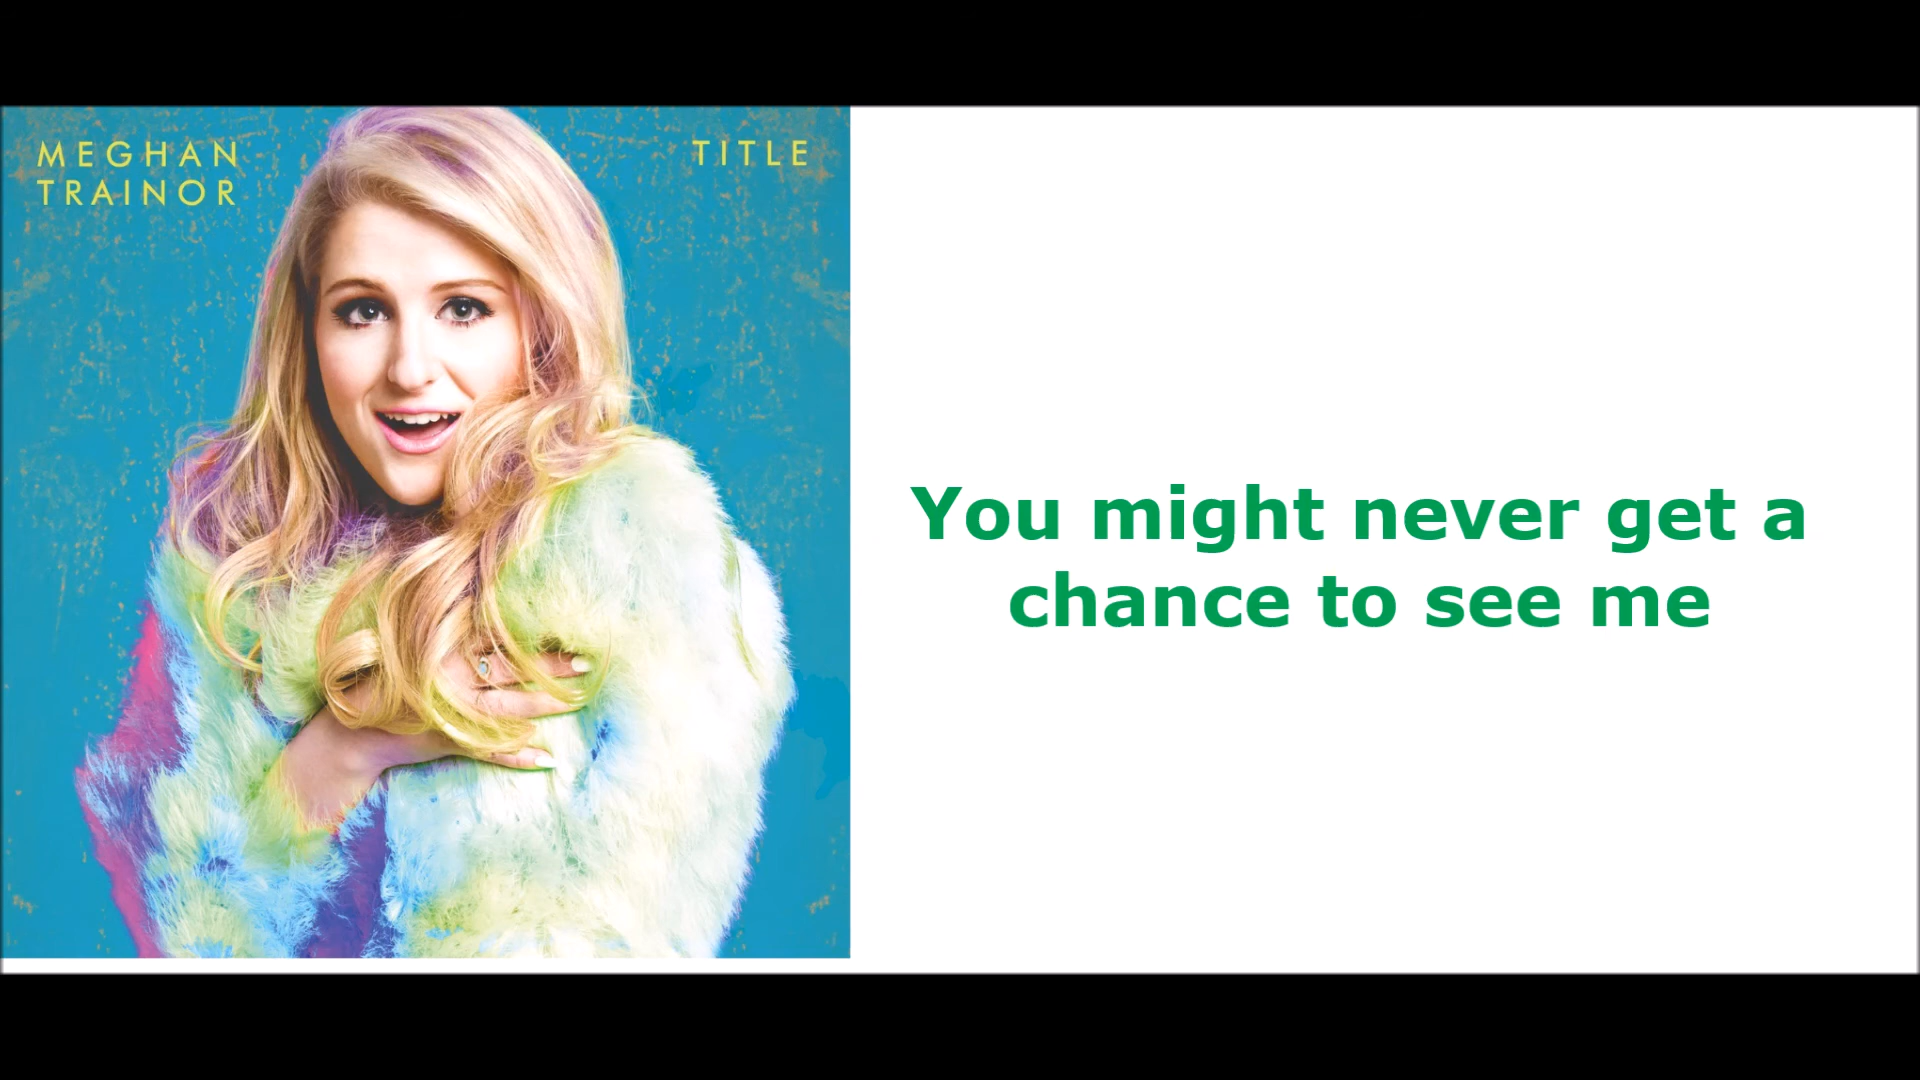 MEGHAN
TRAINOR
TITLE
You might never get a
chance to see me